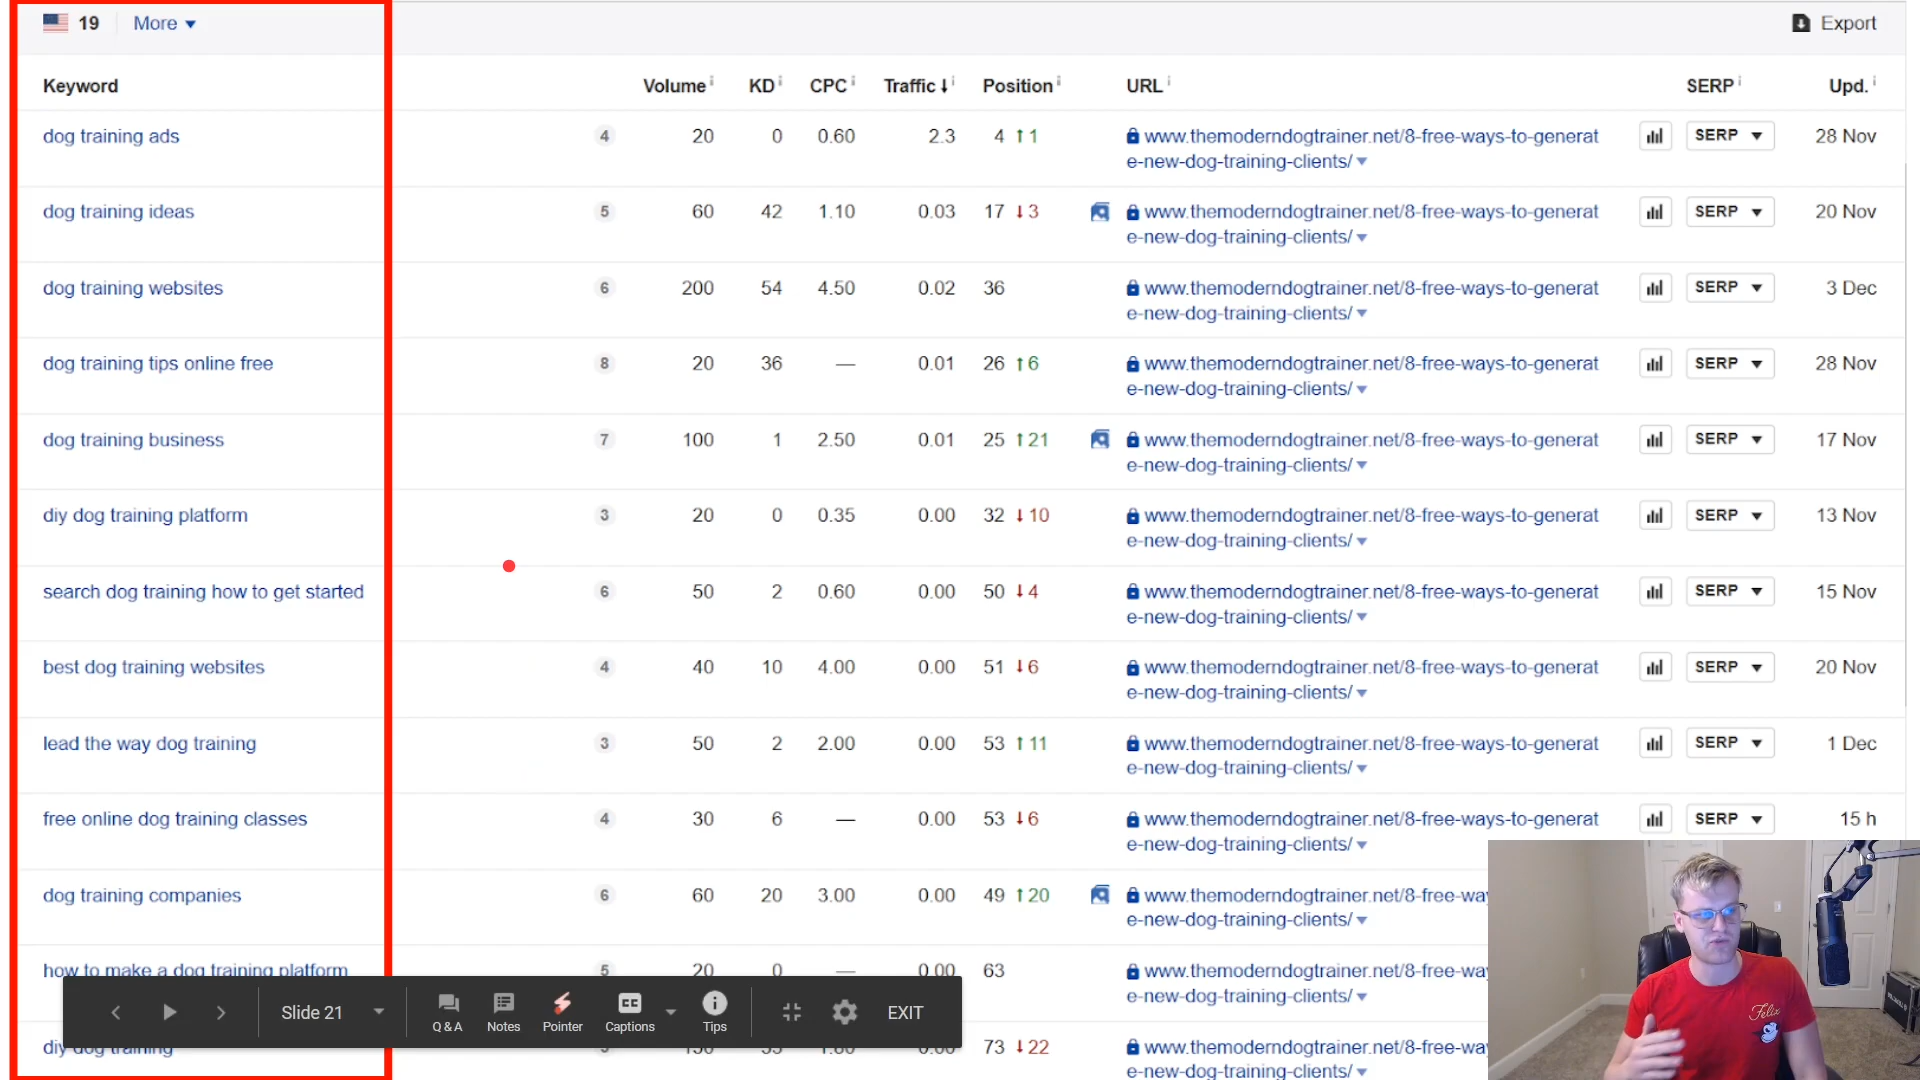 19 More Export
Keyword Volume i KD i CPC i Traffic i Position i URL i SERP i Upd. i
dog training ads 4 20 0 0.60 2.3 4 ↑1 www.themoderndogtrainer.net/8-free-ways-to-generat SERP 28 Nov
e-new-dog-training-clients/
dog training ideas 5 60 42 1.10 0.03 17 ↓3 www.themoderndogtrainer.net/8-free-ways-to-generat SERP 20 Nov
e-new-dog-training-clients/
dog training websites 6 200 54 4.50 0.02 36 www.themoderndogtrainer.net/8-free-ways-to-generat SERP 3 Dec
e-new-dog-training-clients/
dog training tips online free 8 20 36 — 0.01 26 ↑6 www.themoderndogtrainer.net/8-free-ways-to-generat SERP 28 Nov
e-new-dog-training-clients/
dog training business 7 100 1 2.50 0.01 25 ↑21 www.themoderndogtrainer.net/8-free-ways-to-generat SERP 17 Nov
e-new-dog-training-clients/
diy dog training platform 3 20 0 0.35 0.00 32 ↓10 www.themoderndogtrainer.net/8-free-ways-to-generat SERP 13 Nov
e-new-dog-training-clients/
search dog training how to get started 6 50 2 0.60 0.00 50 ↓4 www.themoderndogtrainer.net/8-free-ways-to-generat SERP 15 Nov
e-new-dog-training-clients/
best dog training websites 4 40 10 4.00 0.00 51 ↓6 www.themoderndogtrainer.net/8-free-ways-to-generat SERP 20 Nov
e-new-dog-training-clients/
lead the way dog training 3 50 2 2.00 0.00 53 ↑11 www.themoderndogtrainer.net/8-free-ways-to-generat SERP 1 Dec
e-new-dog-training-clients/
free online dog training classes 4 30 6 — 0.00 53 ↓6 www.themoderndogtrainer.net/8-free-ways-to-generat SERP 15 h
e-new-dog-training-clients/
dog training companies 6 60 20 3.00 0.00 49 ↑20 www.themoderndogtrainer.net/8-free-wa
e-new-dog-training-clients/
how to make a dog training platform 5 20 0 — 0.00 63 www.themoderndogtrainer.net/8-free-wa
e-new-dog-training-clients/
diy dog training 73 ↓22 www.themoderndogtrainer.net/8-free-wa
e-new-dog-training-clients/
Slide 21 Q & A Notes Pointer CC Captions Tips EXIT
Felix